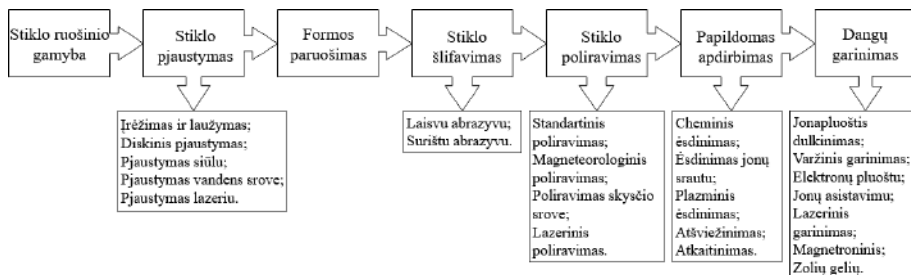 Stiklo ruošinio
gamyba
Stiklo
pjaustymas
Formos
paruošimas
Stiklo
šlifavimas
Stiklo
poliravimas
Papildomas
apdirbimas
Dangų
garinimas
Įrėžimas ir laužymas;
Diskinis pjaustymas;
Pjaustymas siūlu;
Pjaustymas vandens srove;
Pjaustymas lazeriu.
Laisvu abrazyvu;
Surištu abrazyvu.
Standartinis
poliravimas;
Magneteorologinis
poliravimas;
Poliravimas skysčio
srove;
Lazerinis
poliravimas.
Cheminis
ėsdinimas;
Ėsdinimas jonų
srautu;
Plazminis
ėsdinimas;
Atšviežinimas;
Atkaitinimas.
Jonapluoštis
dulkinimas;
Varžinis garinimas;
Elektronų pluoštu;
Jonų asistavimu;
Lazerinis
garinimas;
Magnetroninis;
Zolių gelių.